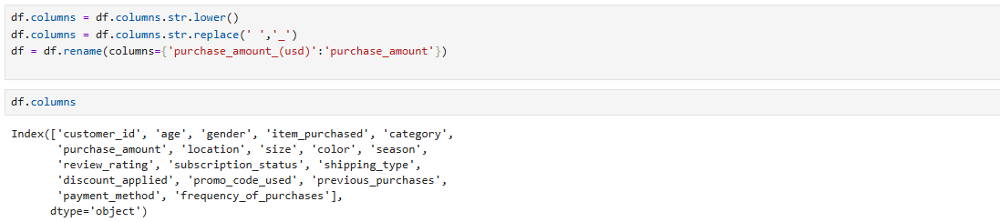 df.columns = df.columns.str.lower()
df.columns = df.columns.str.replace(' ','_')
df = df.rename(columns={'purchase_amount_(usd)':'purchase_amount'})
df.columns
Index(['customer_id', 'age', 'gender', 'item_purchased', 'category',
'purchase_amount', 'location', 'size', 'color', 'season',
'review_rating', 'subscription_status', 'shipping_type',
'discount_applied', 'promo_code_used', 'previous_purchases',
'payment_method', 'frequency_of_purchases'],
dtype='object')